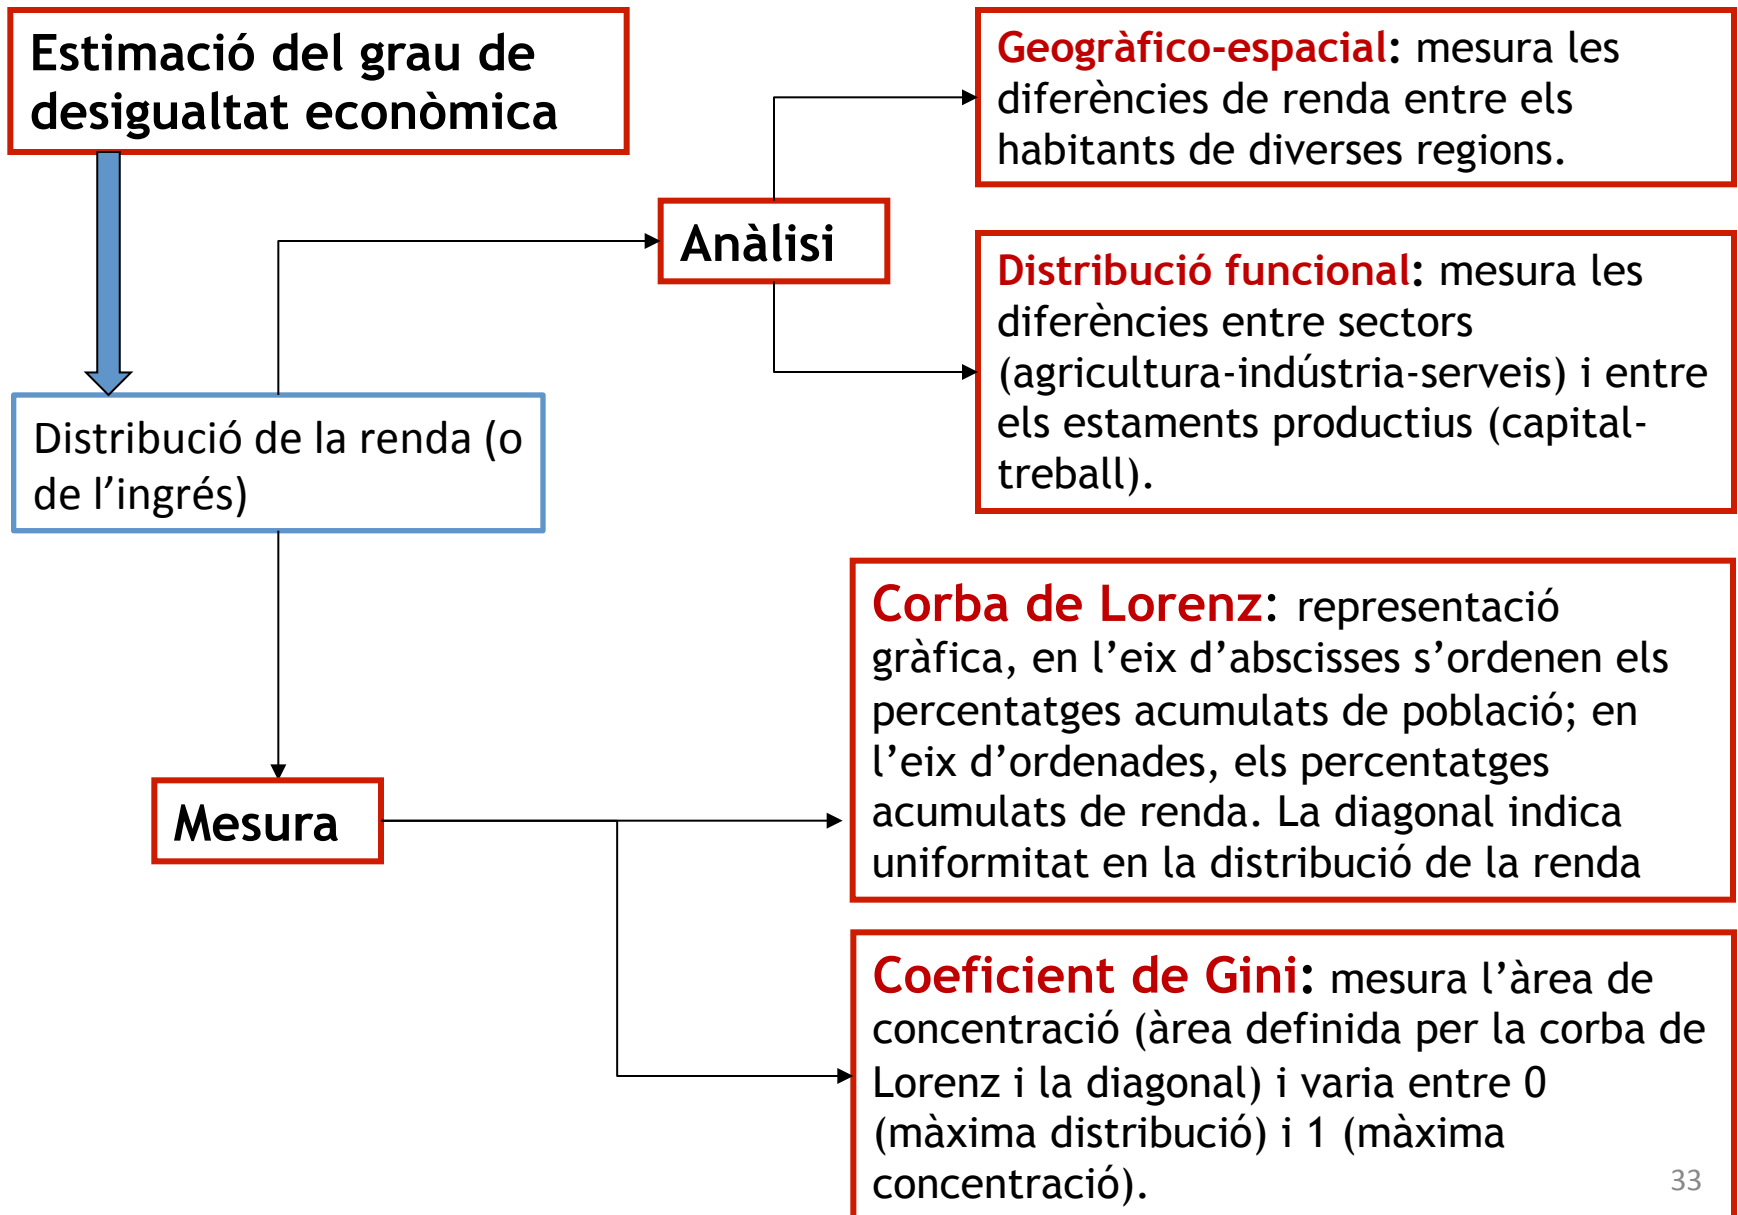 Estimació del grau de
desigualtat econòmica
Geogràfico-espacial: mesura les
diferències de renda entre els
habitants de diverses regions.
Anàlisi
Distribució funcional: mesura les
diferències entre sectors
(agricultura-indústria-serveis) i entre
els estaments productius (capital-
treball).
Distribució de la renda (o
de l’ingrés)
Corba de Lorenz: representació
gràfica, en l’eix d’abscisses s’ordenen els
percentatges acumulats de població; en
l’eix d’ordenades, els percentatges
acumulats de renda. La diagonal indica
uniformitat en la distribució de la renda
Mesura
Coeficient de Gini: mesura l’àrea de
concentració (àrea definida per la corba de
Lorenz i la diagonal) i varia entre 0
(màxima distribució) i 1 (màxima
concentració).
33